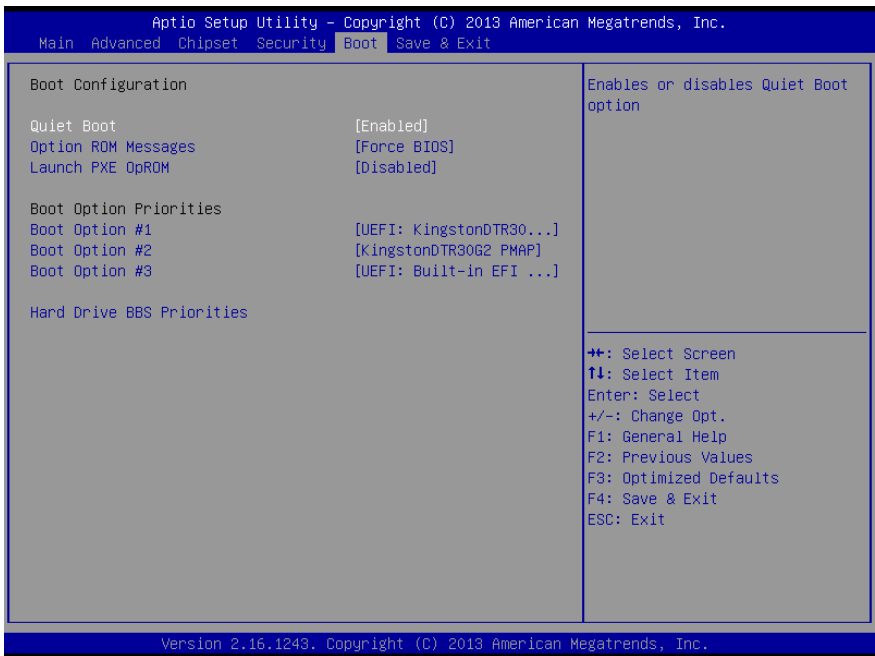 Aptio Setup Utility – Copyright (C) 2013 American Megatrends, Inc.
Main Advanced Chipset Security Boot Save & Exit
Boot Configuration
Quiet Boot [Enabled]
Option ROM Messages [Force BIOS]
Launch PXE OpROM [Disabled]
Boot Option Priorities
Boot Option #1 [UEFI: KingstonDTR30...]
Boot Option #2 [KingstonDTR30G2 PMAP]
Boot Option #3 [UEFI: Built-in EFI ...]
Hard Drive BBS Priorities
Enables or disables Quiet Boot
option
→←: Select Screen
↑↓: Select Item
Enter: Select
+/-: Change Opt.
F1: General Help
F2: Previous Values
F3: Optimized Defaults
F4: Save & Exit
ESC: Exit
Version 2.16.1243. Copyright (C) 2013 American Megatrends, Inc.